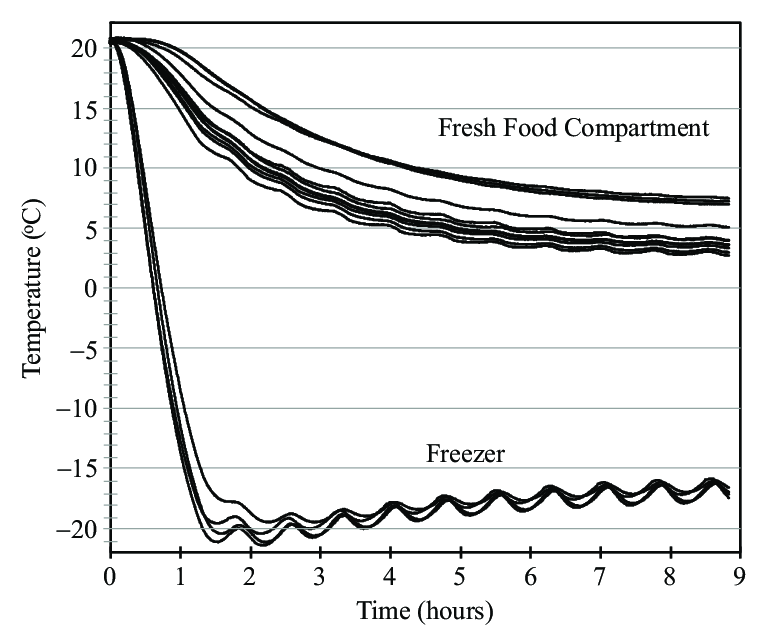 20
15
10
5
0
–5
–10
–15
–20
Temperature (ºC)
Fresh Food Compartment
Freezer
0 1 2 3 4 5 6 7 8 9
Time (hours)